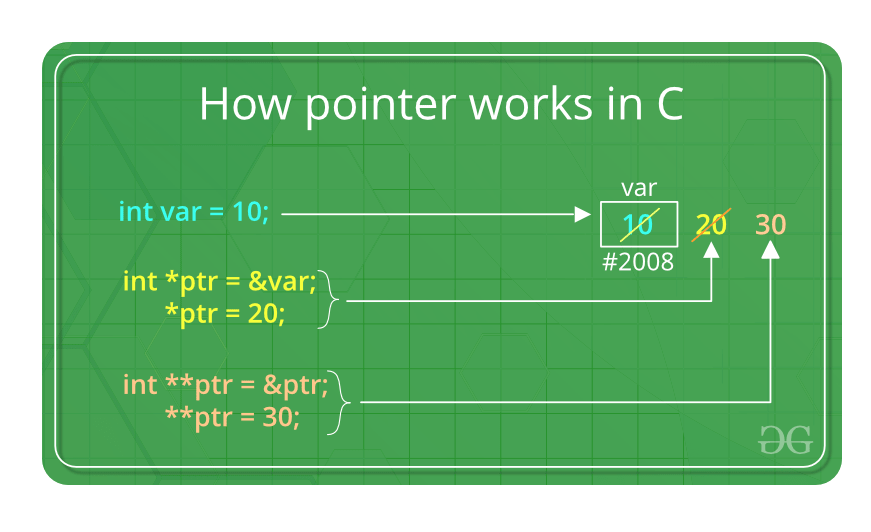 How pointer works in C
var
int var = 10;
10 20 30
#2008
int *ptr = &var;
*ptr = 20;
int **ptr = &ptr;
**ptr = 30;
GG